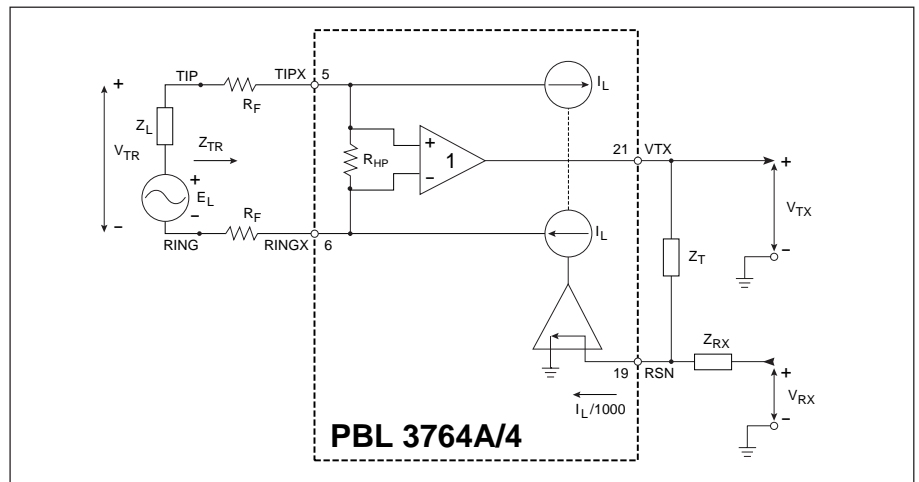 TIP
TIPX
5
I_L
+
R_F
Z_L
Z_TR
V_TR
R_HP
+
1
−
21
VTX
+
+
E_L
−
V_TX
−
R_F
RING
RINGX
6
I_L
Z_T
−
Z_RX
19
RSN
+
I_L/1000
V_RX
−
PBL 3764A/4